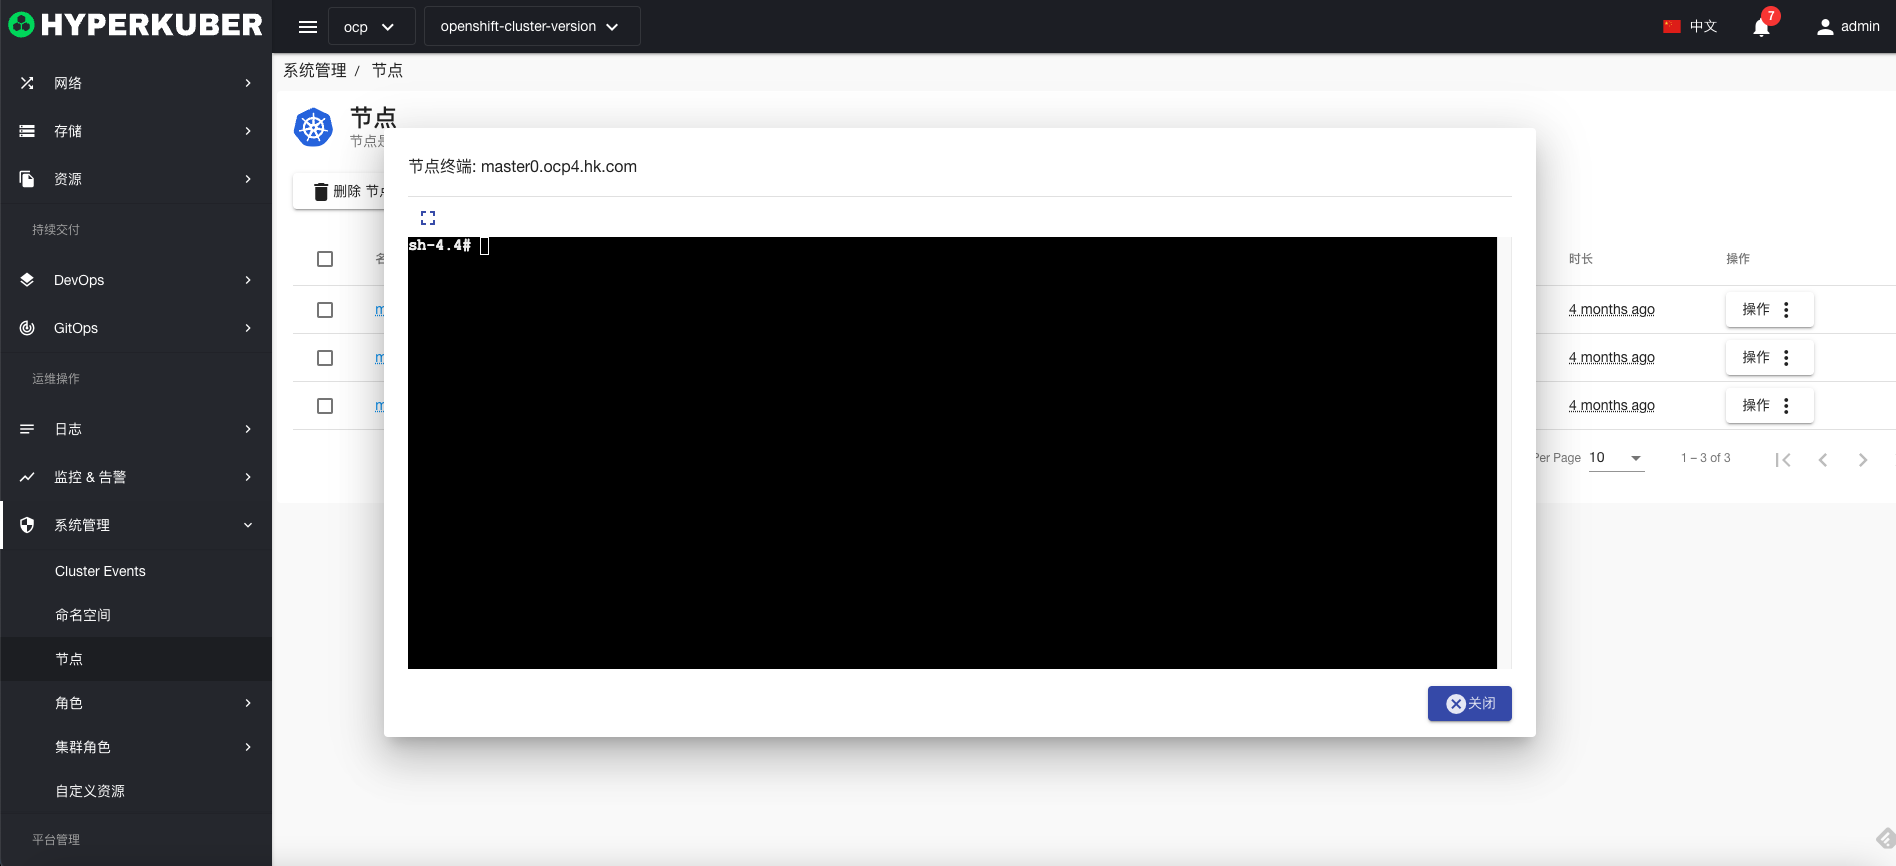 HYPERKUBER
ocp
openshift-cluster-version
中文
7
admin
网络
存储
资源
持续交付
DevOps
GitOps
运维操作
日志
监控 & 告警
系统管理
Cluster Events
命名空间
节点
角色
集群角色
自定义资源
平台管理
系统管理 / 节点
节点
节点
删除 节
节点终端: master0.ocp4.hk.com
sh-4.4#
关闭
时长
操作
m
4 months ago
操作
m
4 months ago
操作
m
4 months ago
操作
Per Page
10
1 – 3 of 3